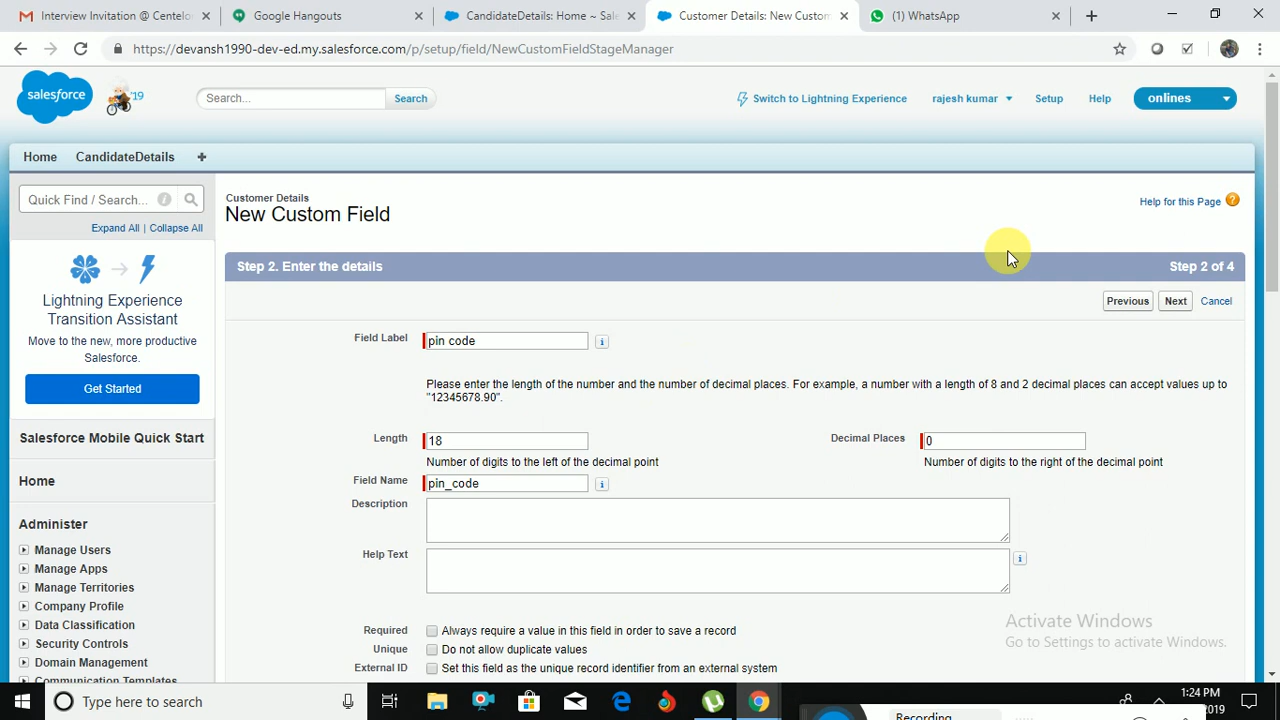 Interview Invitation @ Centelo
Google Hangouts
CandidateDetails: Home ~ Sale
Customer Details: New Custom
(1) WhatsApp
https://devansh1990-dev-ed.my.salesforce.com/p/setup/field/NewCustomFieldStageManager
salesforce
'19
Search...
Search
Switch to Lightning Experience
rajesh kumar
Setup
Help
onlines
Home
CandidateDetails
Quick Find / Search...
Expand All | Collapse All
Lightning Experience
Transition Assistant
Move to the new, more productive
Salesforce.
Get Started
Salesforce Mobile Quick Start
Home
Administer
Manage Users
Manage Apps
Manage Territories
Company Profile
Data Classification
Security Controls
Domain Management
Communication Templates
Customer Details
New Custom Field
Help for this Page
Step 2. Enter the details
Step 2 of 4
Previous
Next
Cancel
Field Label
pin code
Please enter the length of the number and the number of decimal places. For example, a number with a length of 8 and 2 decimal places can accept values up to
"12345678.90".
Length
18
Decimal Places
0
Number of digits to the left of the decimal point
Number of digits to the right of the decimal point
Field Name
pin_code
Description
Help Text
Required
Always require a value in this field in order to save a record
Unique
Do not allow duplicate values
External ID
Set this field as the unique record identifier from an external system
Activate Windows
Go to Settings to activate Windows.
Type here to search
1:24 PM
2019
Recording